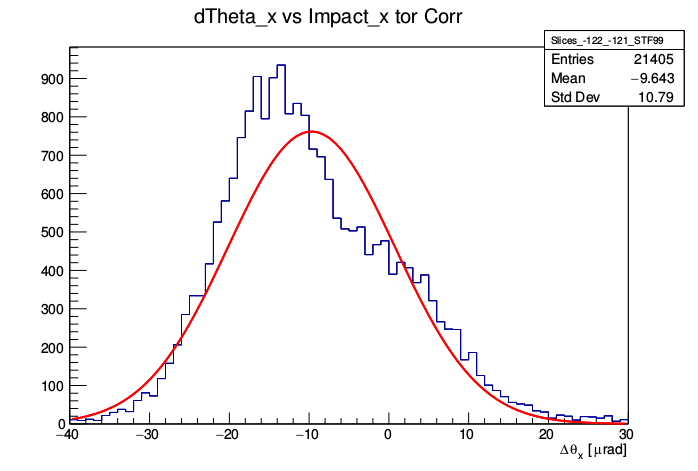 dTheta_x vs Impact_x tor Corr
Slices_-122_-121_STF99
Entries 21405
Mean −9.643
Std Dev 10.79
900
800
700
600
500
400
300
200
100
0
−40 −30 −20 −10 0 10 20 30
Δθx [μrad]